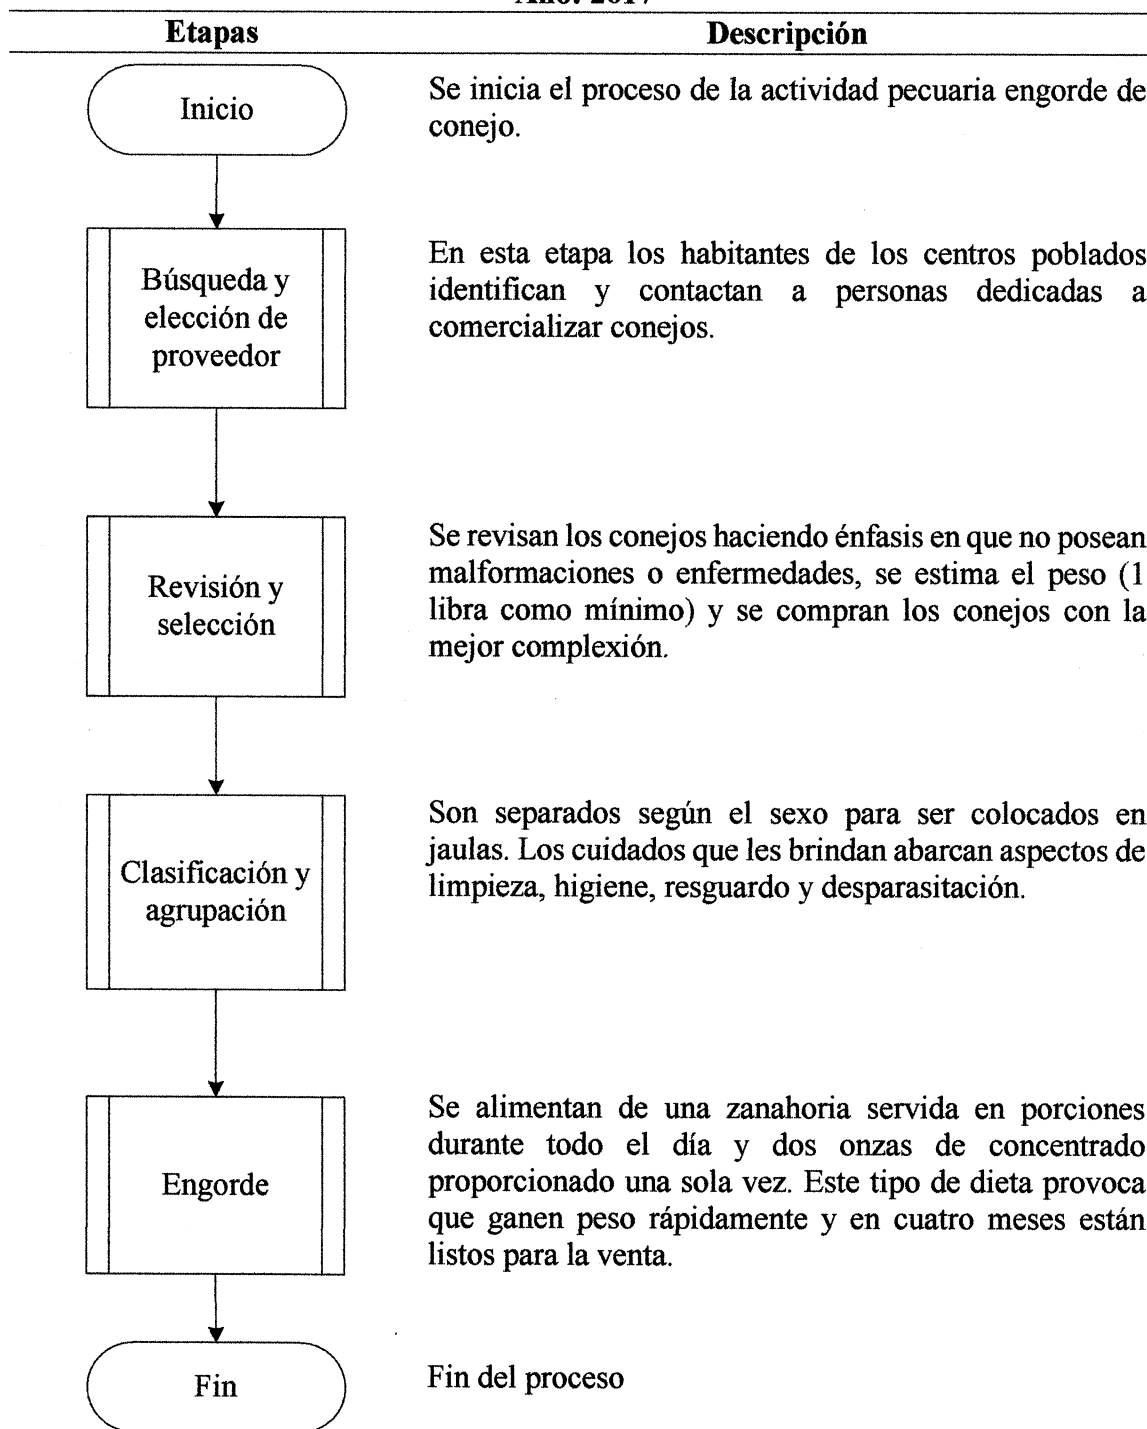 Año: 2017
Etapas Descripción
Inicio
Se inicia el proceso de la actividad pecuaria engorde de
conejo.
Búsqueda y
elección de
proveedor
En esta etapa los habitantes de los centros poblados
identifican y contactan a personas dedicadas a
comercializar conejos.
Revisión y
selección
Se revisan los conejos haciendo énfasis en que no posean
malformaciones o enfermedades, se estima el peso (1
libra como mínimo) y se compran los conejos con la
mejor complexión.
Clasificación y
agrupación
Son separados según el sexo para ser colocados en
jaulas. Los cuidados que les brindan abarcan aspectos de
limpieza, higiene, resguardo y desparasitación.
Engorde
Se alimentan de una zanahoria servida en porciones
durante todo el día y dos onzas de concentrado
proporcionado una sola vez. Este tipo de dieta provoca
que ganen peso rápidamente y en cuatro meses están
listos para la venta.
Fin
Fin del proceso